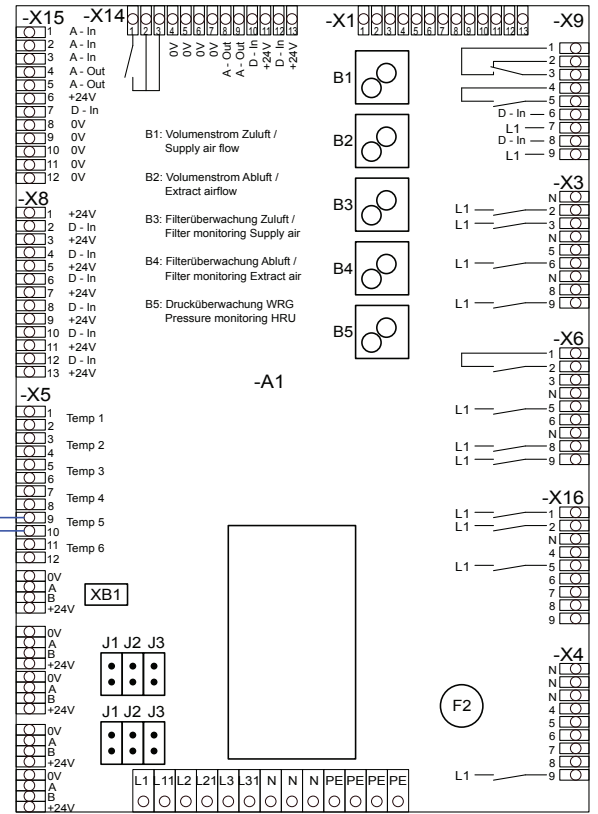 -X15
1 A - In
2 A - In
3 A - In
4 A - Out
5 A - Out
6 +24V
7 D - In
8 0V
9 0V
10 0V
11 0V
12 0V
-X14
1 2 3 4 5 6 7 8 9 10 11 12 13
0V
0V
0V
0V
A - Out
A - Out
D - In
+24V
D - In
+24V
-X1
1 2 3 4 5 6 7 8 9 10 11 12 13
-X9
1
2
3
4
5
D - In 6
L1 7
D - In 8
L1 9
B1
B2
B3
B4
B5
B1: Volumenstrom Zuluft /
Supply air flow
B2: Volumenstrom Abluft /
Extract airflow
B3: Filterüberwachung Zuluft /
Filter monitoring Supply air
B4: Filterüberwachung Abluft /
Filter monitoring Extract air
B5: Drucküberwachung WRG
Pressure monitoring HRU
-X8
1 +24V
2 D - In
3 +24V
4 D - In
5 +24V
6 D - In
7 +24V
8 D - In
9 +24V
10 D - In
11 +24V
12 D - In
13 +24V
-X3
N
L1 2
L1 3
N
5
L1 6
N
8
L1 9
-A1
-X6
1
2
3
N
L1 5
6
N
L1 8
L1 9
-X5
1
2
Temp 1
3
4
Temp 2
5
6
Temp 3
7
8
Temp 4
9
10
Temp 5
11
12
Temp 6
-X16
L1 1
L1 2
N
4
L1 5
6
7
8
9
0V
A
B
+24V
XB1
0V
A
B
+24V
J1 J2 J3
0V
A
B
+24V
J1 J2 J3
0V
A
B
+24V
0V
A
B
+24V
-X4
N
N
N
4
5
6
7
8
L1 9
F2
L1 L11 L2 L21 L3 L31 N N N PE PE PE PE